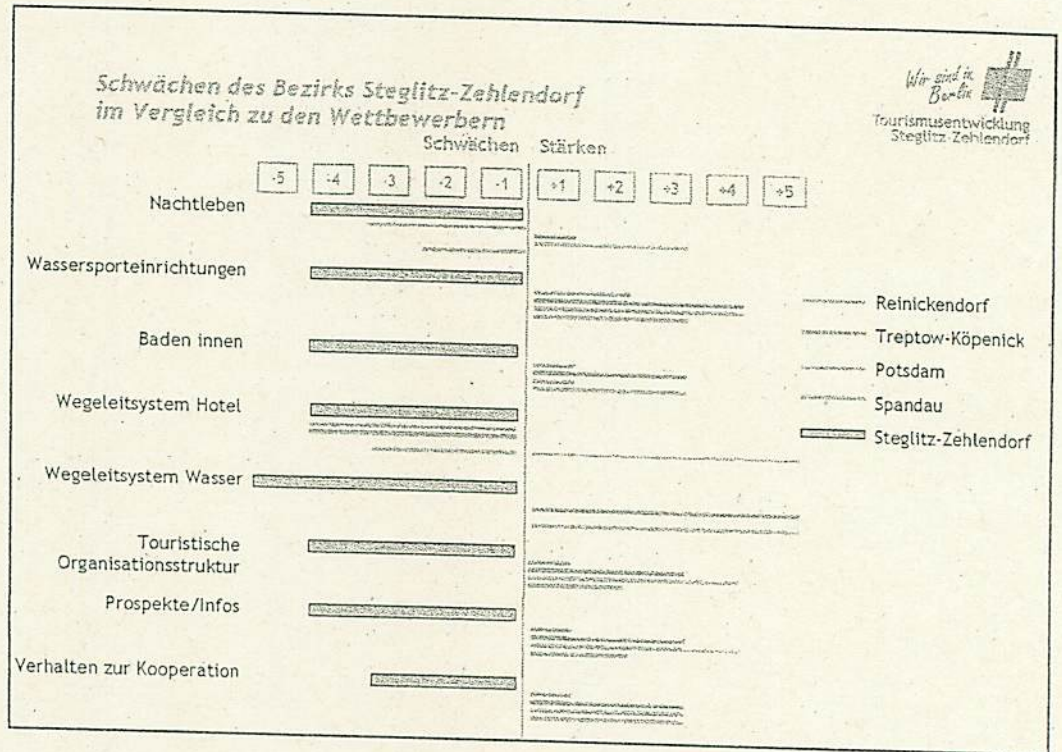 Schwächen des Bezirks Steglitz-Zehlendorf
im Vergleich zu den Wettbewerbern
Wir sind in
Berlin
Tourismusentwicklung
Steglitz-Zehlendorf
Schwächen Stärken
-5 -4 -3 -2 -1 +1 +2 +3 +4 +5
Nachtleben
Wassersporteinrichtungen
Baden innen
Wegeleitsystem Hotel
Wegeleitsystem Wasser
Touristische
Organisationsstruktur
Prospekte/Infos
Verhalten zur Kooperation
Reinickendorf
Treptow-Köpenick
Potsdam
Spandau
Steglitz-Zehlendorf